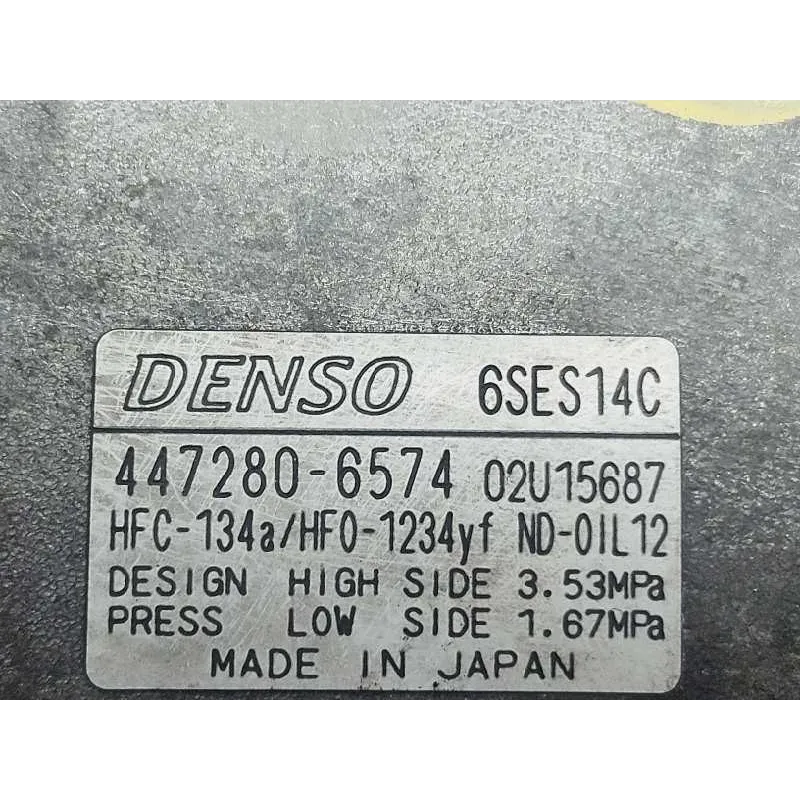 DENSO 6SES14C
447280-6574 02U15687
HFC-134a/HFO-1234yf ND-OIL12
DESIGN HIGH SIDE 3.53MPa
PRESS LOW SIDE 1.67MPa
MADE IN JAPAN